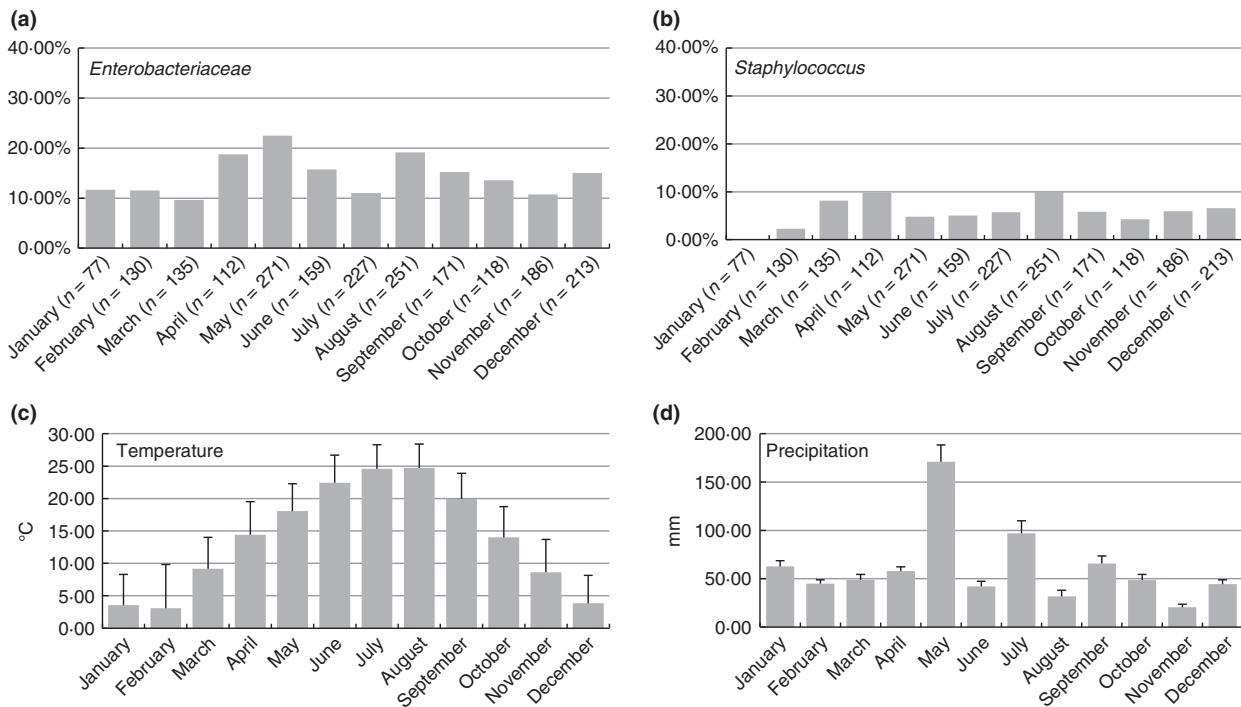 (a)
40·00%
30·00%
20·00%
10·00%
0·00%
Enterobacteriaceae
January (n = 77)
February (n = 130)
March (n = 135)
April (n = 112)
May (n = 271)
June (n = 159)
July (n = 227)
August (n = 251)
September (n = 171)
October (n = 118)
November (n = 186)
December (n = 213)
(b)
40·00%
30·00%
20·00%
10·00%
0·00%
Staphylococcus
January (n = 77)
February (n = 130)
March (n = 135)
April (n = 112)
May (n = 271)
June (n = 159)
July (n = 227)
August (n = 251)
September (n = 171)
October (n = 118)
November (n = 186)
December (n = 213)
(c)
30·00
25·00
20·00
15·00
10·00
5·00
0·00
°C
Temperature
January
February
March
April
May
June
July
August
September
October
November
December
(d)
200·00
150·00
100·00
50·00
0·00
mm
Precipitation
January
February
March
April
May
June
July
August
September
October
November
December